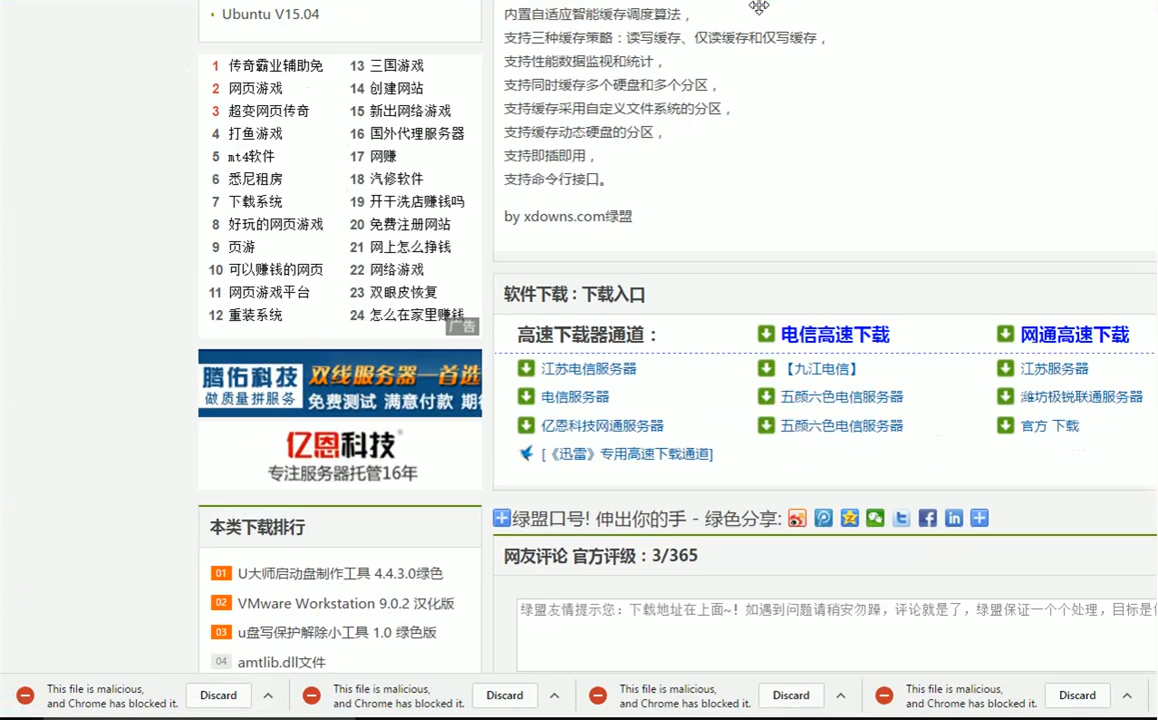 Ubuntu V15.04
1 传奇霸业辅助免
2 网页游戏
3 超变网页传奇
4 打鱼游戏
5 mt4软件
6 悉尼租房
7 下载系统
8 好玩的网页游戏
9 页游
10 可以赚钱的网页
11 网页游戏平台
12 重装系统
13 三国游戏
14 创建网站
15 新出网络游戏
16 国外代理服务器
17 网赚
18 汽修软件
19 开干洗店赚钱吗
20 免费注册网站
21 网上怎么挣钱
22 网络游戏
23 双眼皮恢复
24 怎么在家里赚钱
广告
腾佑科技 双线服务器—首选
做质量拼服务 免费测试 满意付款 期
亿恩科技®
专注服务器托管16年
本类下载排行
01 U大师启动盘制作工具 4.4.3.0绿色
02 VMware Workstation 9.0.2 汉化版
03 u盘写保护解除小工具 1.0 绿色版
04 amtlib.dll文件
内置自适应智能缓存调度算法，
支持三种缓存策略：读写缓存、仅读缓存和仅写缓存，
支持性能数据监视和统计，
支持同时缓存多个硬盘和多个分区，
支持缓存采用自定义文件系统的分区，
支持缓存动态硬盘的分区，
支持即插即用，
支持命令行接口。
by xdowns.com绿盟
软件下载：下载入口
高速下载器通道： 电信高速下载 网通高速下载
江苏电信服务器 【九江电信】 江苏服务器
电信服务器 五颜六色电信服务器 潍坊极锐联通服务器
亿恩科技网通服务器 五颜六色电信服务器 官方 下载
[《迅雷》专用高速下载通道]
绿盟口号! 伸出你的手 - 绿色分享:
网友评论 官方评级：3/365
绿盟友情提示您：下载地址在上面~！如遇到问题请稍安勿躁，评论就是了，绿盟保证一个个处理，目标是
This file is malicious, and Chrome has blocked it. Discard
This file is malicious, and Chrome has blocked it. Discard
This file is malicious, and Chrome has blocked it. Discard
This file is malicious, and Chrome has blocked it. Discard